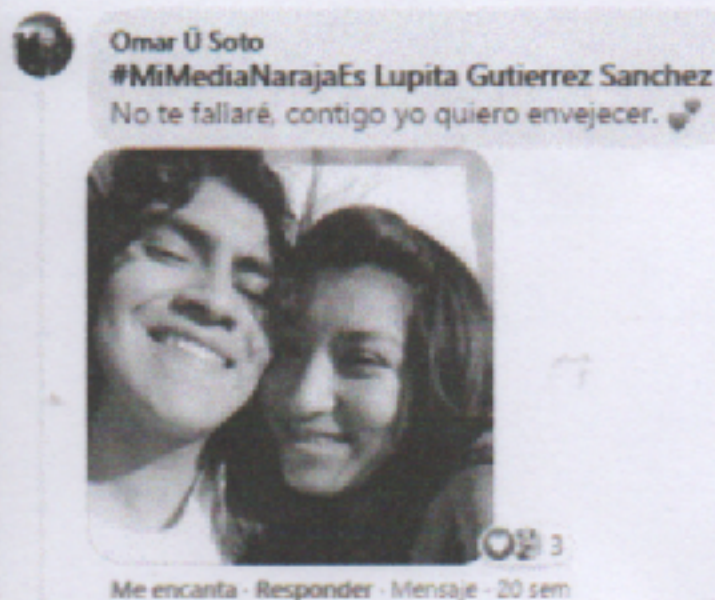 Omar Ü Soto
#MiMediaNarajaEs Lupita Gutierrez Sanchez
No te fallaré, contigo yo quiero envejecer. 💕
3
Me encanta · Responder · Mensaje · 20 sem